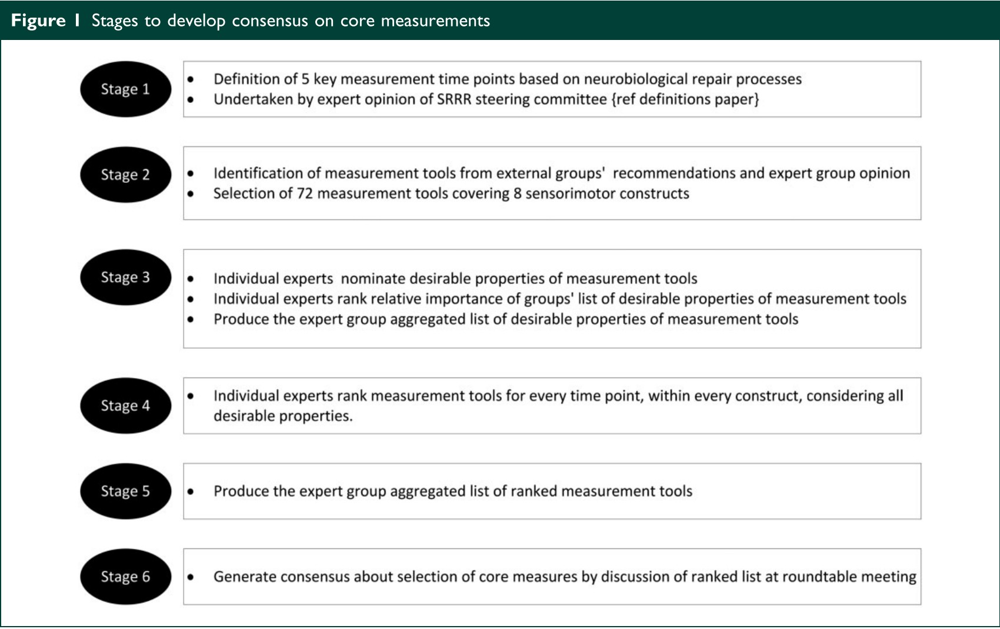 Figure 1 Stages to develop consensus on core measurements
Stage 1
• Definition of 5 key measurement time points based on neurobiological repair processes
• Undertaken by expert opinion of SRRR steering committee {ref definitions paper}
Stage 2
• Identification of measurement tools from external groups' recommendations and expert group opinion
• Selection of 72 measurement tools covering 8 sensorimotor constructs
Stage 3
• Individual experts nominate desirable properties of measurement tools
• Individual experts rank relative importance of groups' list of desirable properties of measurement tools
• Produce the expert group aggregated list of desirable properties of measurement tools
Stage 4
• Individual experts rank measurement tools for every time point, within every construct, considering all
desirable properties.
Stage 5
• Produce the expert group aggregated list of ranked measurement tools
Stage 6
• Generate consensus about selection of core measures by discussion of ranked list at roundtable meeting